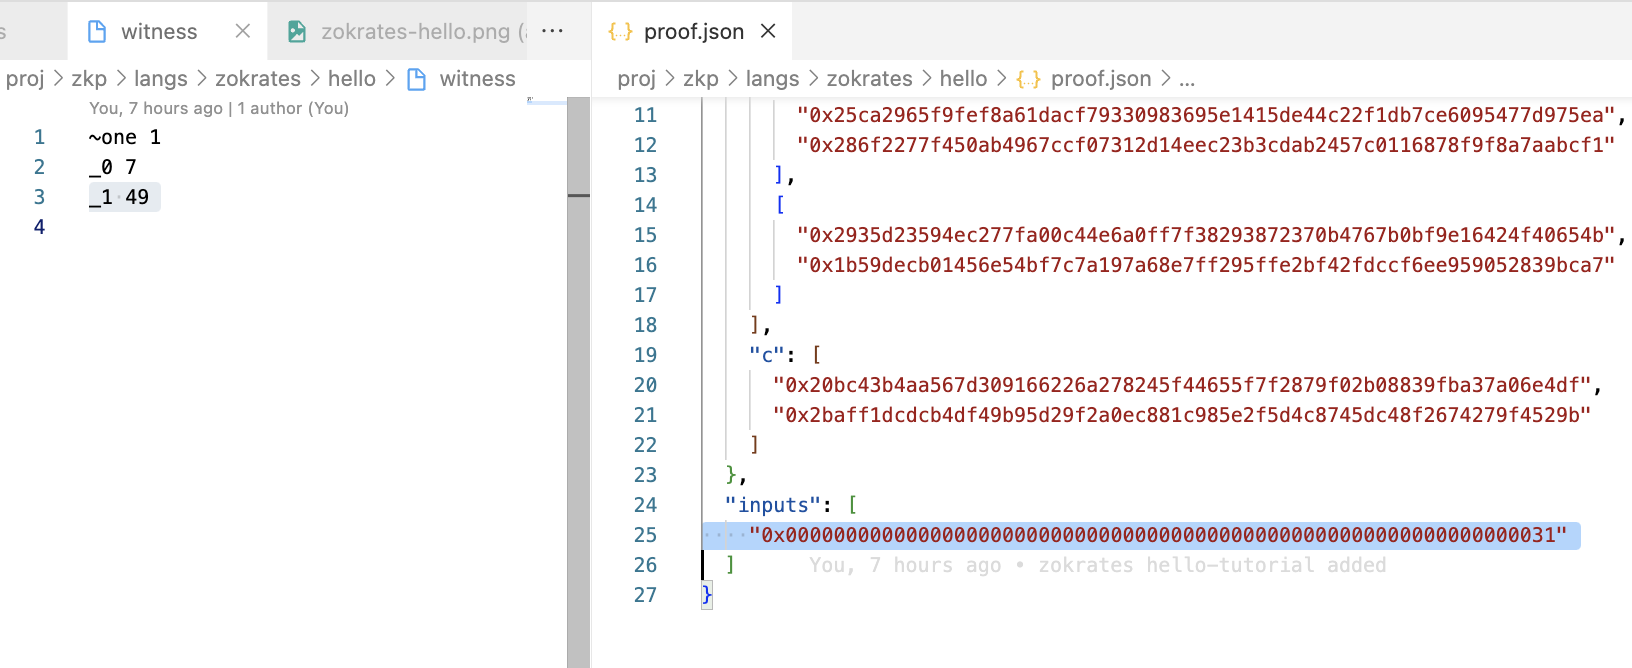 s
witness
zokrates-hello.png (
...
proj > zkp > langs > zokrates > hello > witness
You, 7 hours ago | 1 author (You)
1 ~one 1
2 _0 7
3 _1 49
4
{..} proj.json
proj > zkp > langs > zokrates > hello > {..} proof.json > ...
11 "0x25ca2965f9fef8a61dacf79330983695e1415de44c22f1db7ce6095477d975ea",
12 "0x286f2277f450ab4967ccf07312d14eec23b3cdab2457c0116878f9f8a7aabcf1"
13 ],
14 [
15 "0x2935d23594ec277fa00c44e6a0ff7f38293872370b4767b0bf9e16424f40654b",
16 "0x1b59decb01456e54bf7c7a197a68e7ff295ffe2bf42fdccf6ee959052839bca7"
17 ]
18 ],
19 "c": [
20 "0x20bc43b4aa567d309166226a278245f44655f7f2879f02b08839fba37a06e4df",
21 "0x2baff1dcdcb4df49b95d29f2a0ec881c985e2f5d4c8745dc48f2674279f4529b"
22 ]
23 },
24 "inputs": [
25 "0x0000000000000000000000000000000000000000000000000000000000000031"
26 ] You, 7 hours ago • zokrates hello-tutorial added
27 }